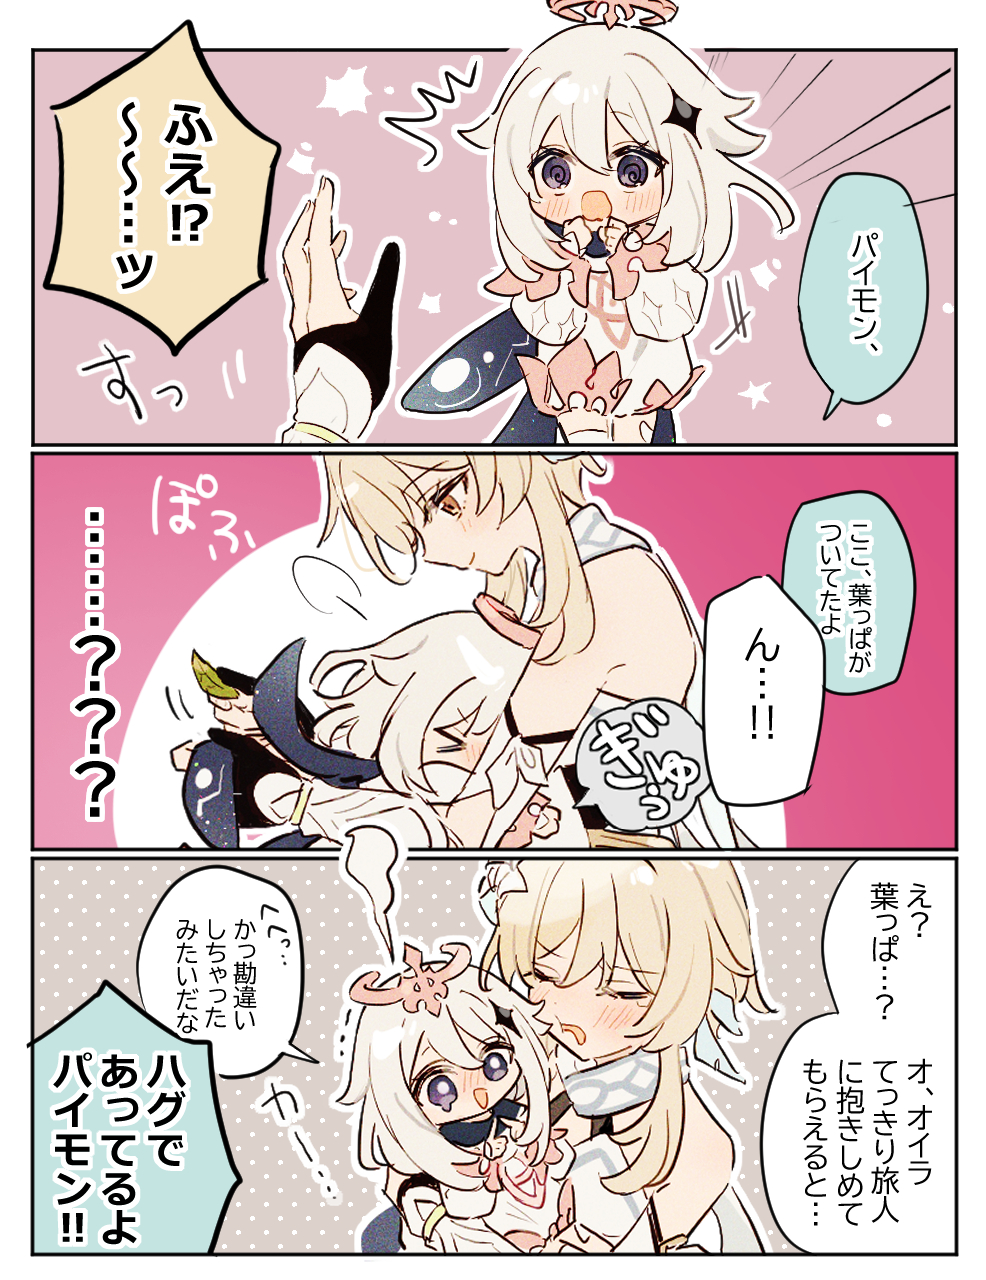 パイモン、
ふえ!?
〜〜…ッ
すっ
ここ、葉っぱが
ついてたよ
ん…!!
ぎゅっ
ぽふ
………????
え?
葉っぱ…?
オ、オイラ
てっきり旅人
に抱きしめて
もらえると…
へへっ…
かっ勘違い
しちゃった
みたいだな
カー…
ハグで
あってるよ
パイモン!!